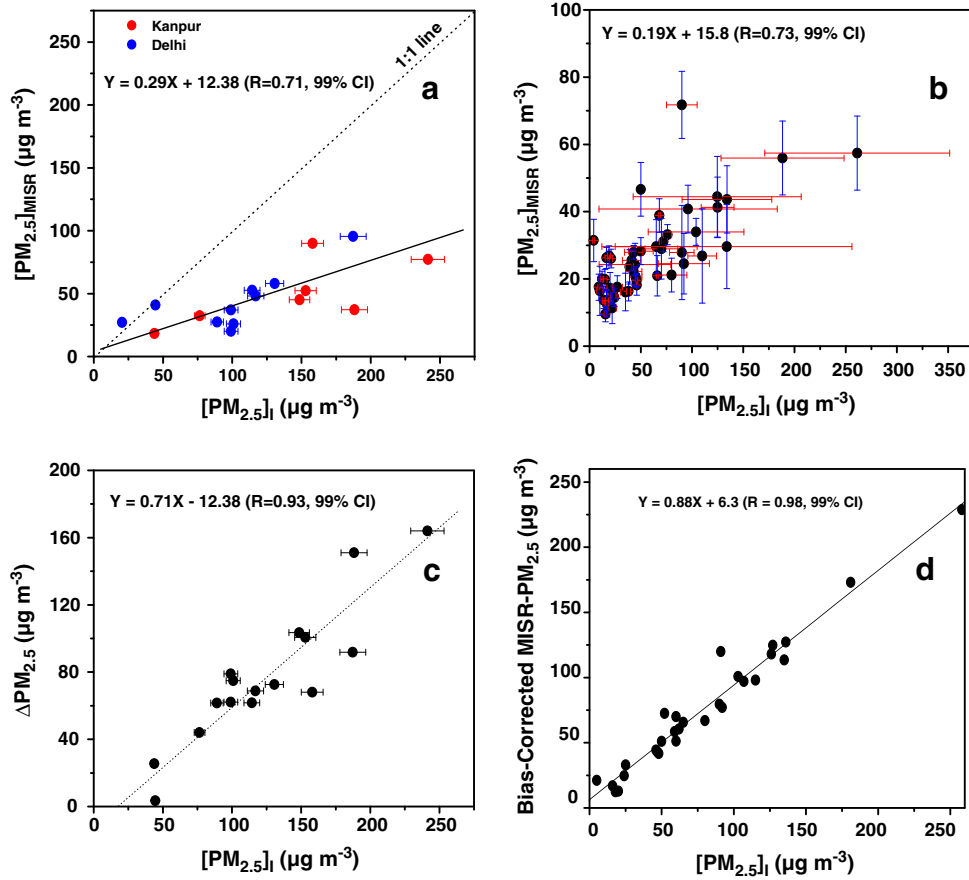 Kanpur
Delhi
1:1 line
Y = 0.29X + 12.38 (R=0.71, 99% CI)
a
[PM2.5]MISR (µg m-3)
275
250
200
150
100
50
0
0 50 100 150 200 250
[PM2.5]I (µg m-3)
Y = 0.19X + 15.8 (R=0.73, 99% CI)
b
[PM2.5]MISR (µg m-3)
100
80
60
40
20
0
0 50 100 150 200 250 300 350
[PM2.5]I (µg m-3)
Y = 0.71X - 12.38 (R=0.93, 99% CI)
c
ΔPM2.5 (µg m-3)
200
160
120
80
40
0
0 50 100 150 200 250
[PM2.5]I (µg m-3)
Y = 0.88X + 6.3 (R = 0.98, 99% CI)
d
Bias-Corrected MISR-PM2.5 (µg m-3)
250
200
150
100
50
0
0 50 100 150 200 250
[PM2.5]I (µg m-3)